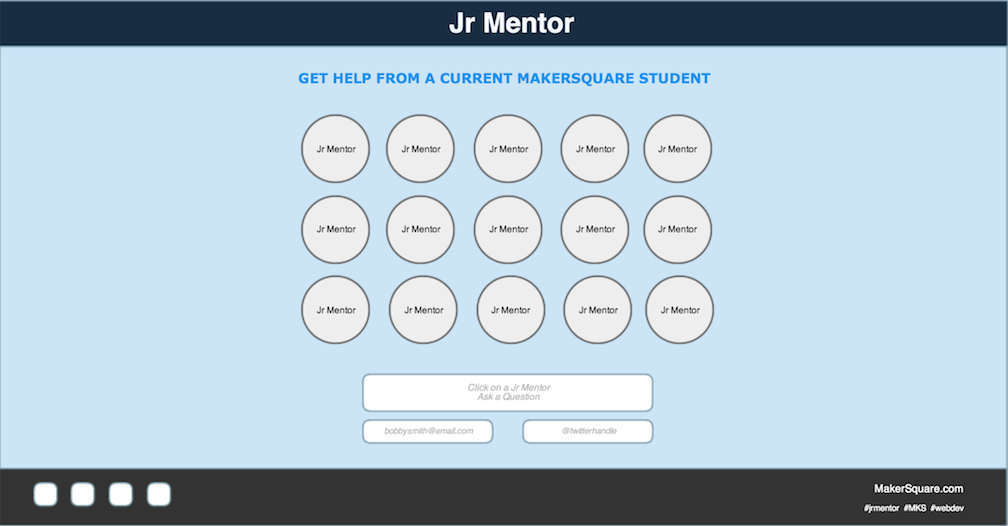 Jr Mentor
GET HELP FROM A CURRENT MAKERSQUARE STUDENT
Jr Mentor Jr Mentor Jr Mentor Jr Mentor Jr Mentor
Jr Mentor Jr Mentor Jr Mentor Jr Mentor Jr Mentor
Jr Mentor Jr Mentor Jr Mentor Jr Mentor Jr Mentor
Click on a Jr Mentor
Ask a Question
bobbysmith@email.com @twitterhandle
MakerSquare.com
#jrmentor #MKS #webdev